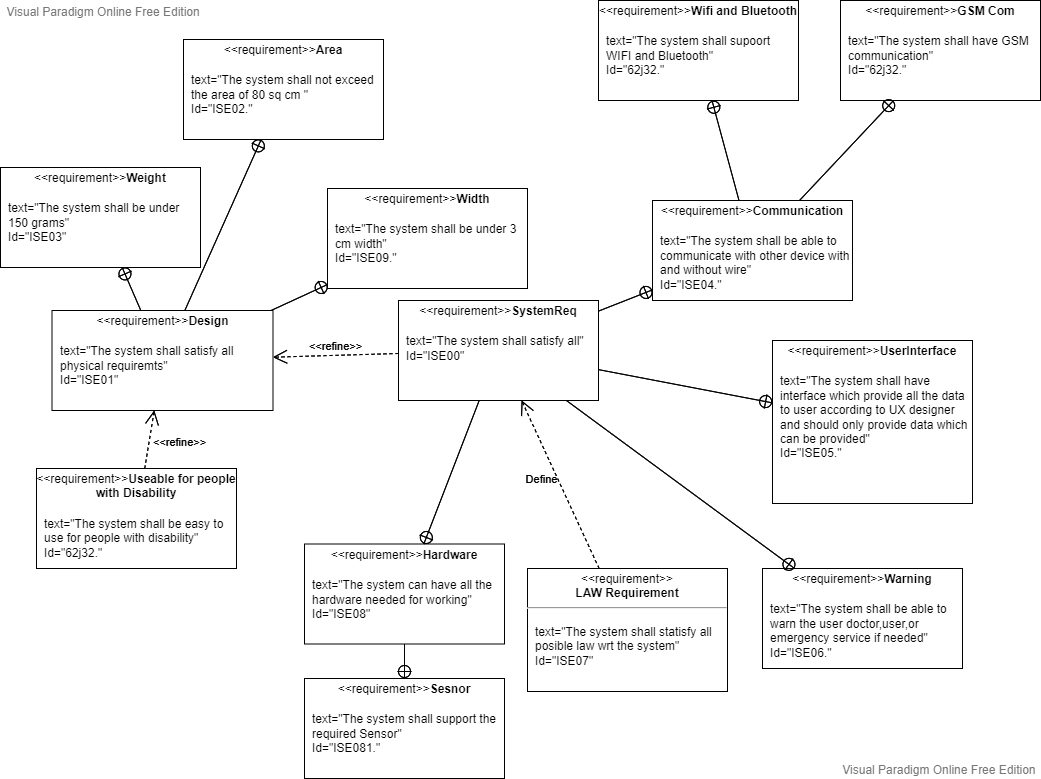 Visual Paradigm Online Free Edition
<<requirement>>Wifi and Bluetooth
text="The system shall supoort
WIFI and Bluetooth"
Id="62j32."
<<requirement>>GSM Com
text="The system shall have GSM
communication"
Id="62j32."
<<requirement>>Area
text="The system shall not exceed
the area of 80 sq cm "
Id="ISE02."
<<requirement>>Weight
text="The system shall be under
150 grams"
Id="ISE03"
<<requirement>>Width
text="The system shall be under 3
cm width"
Id="ISE09."
<<requirement>>Communication
text="The system shall be able to
communicate with other device with
and without wire"
Id="ISE04."
<<requirement>>Design
text="The system shall satisfy all
physical requiremts"
Id="ISE01"
<<refine>>
<<requirement>>SystemReq
text="The system shall satisfy all"
Id="ISE00"
<<requirement>>UserInterface
text="The system shall have
interface which provide all the data
to user according to UX designer
and should only provide data which
can be provided"
Id="ISE05."
<<refine>>
<<requirement>>Useable for people
with Disability
text="The system shall be easy to
use for people with disability"
Id="62j32."
Define
<<requirement>>Hardware
text="The system can have all the
hardware needed for working"
Id="ISE08"
<<requirement>>
LAW Requirement
text="The system shall statisfy all
posible law wrt the system"
Id="ISE07"
<<requirement>>Warning
text="The system shall be able to
warn the user doctor,user,or
emergency service if needed"
Id="ISE06."
<<requirement>>Sesnor
text="The system shall support the
required Sensor"
Id="ISE081."
Visual Paradigm Online Free Edition